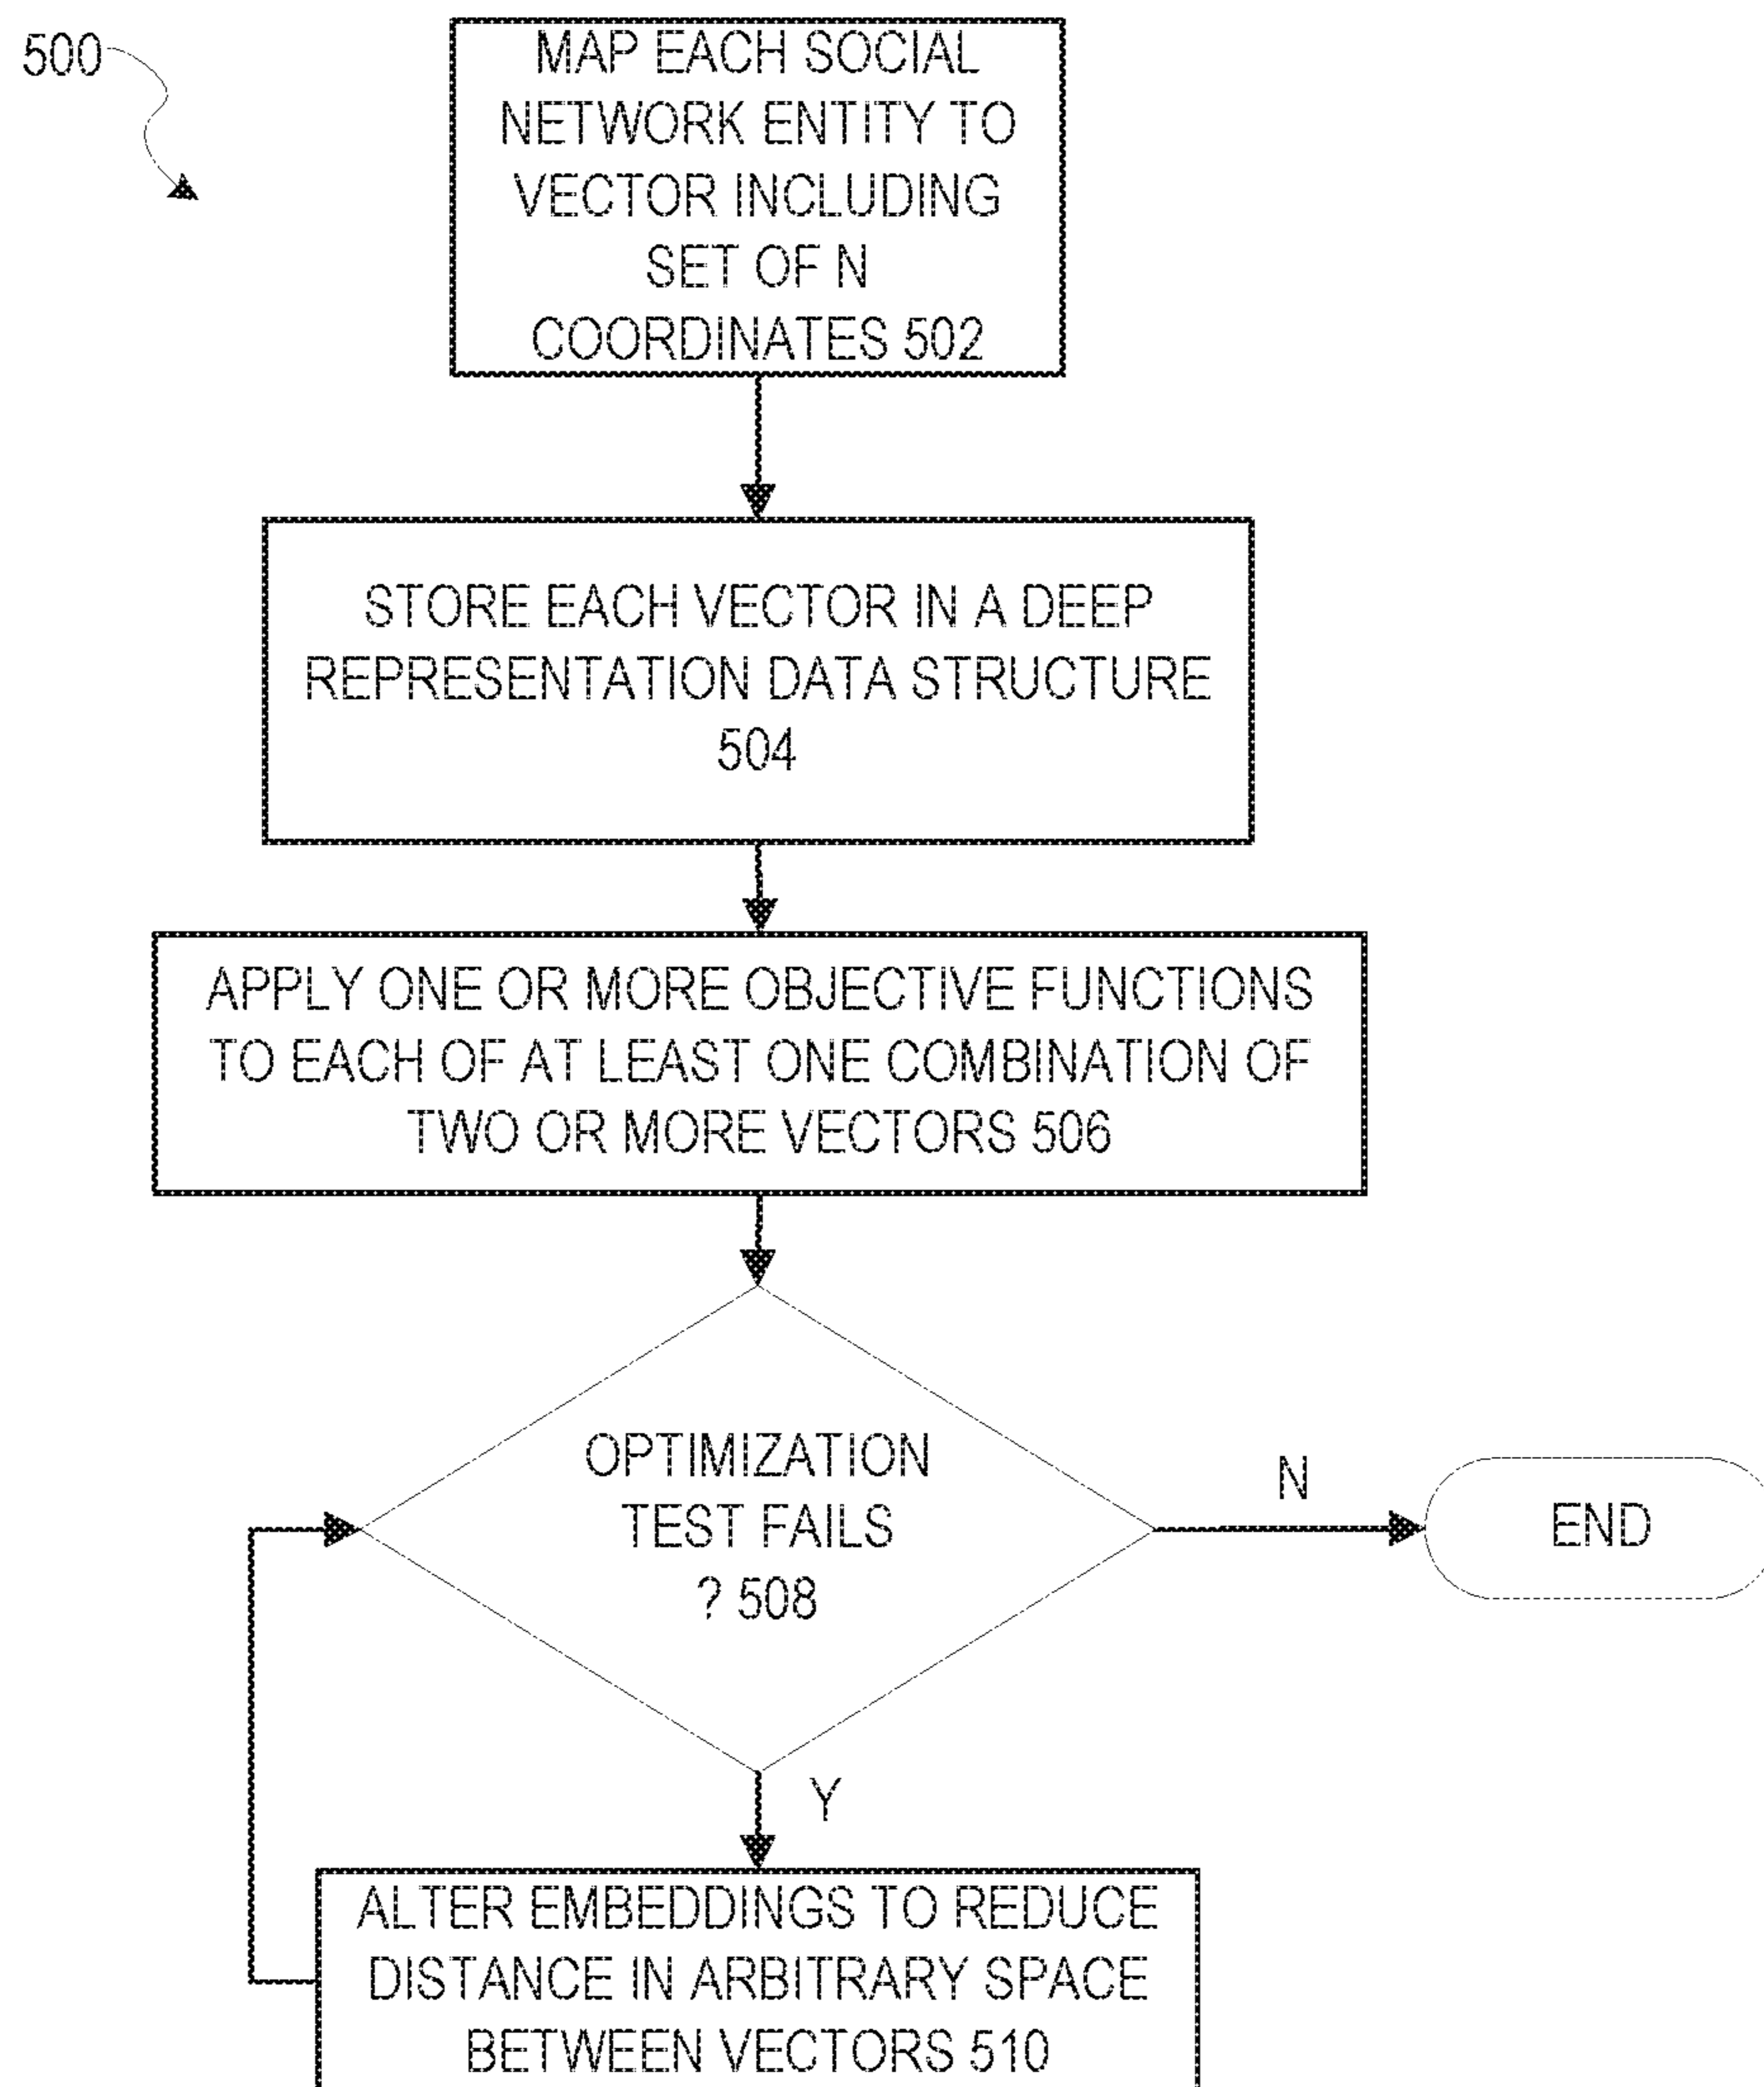 500
MAP EACH SOCIAL
NETWORK ENTITY TO
VECTOR INCLUDING
SET OF N
COORDINATES 502
STORE EACH VECTOR IN A DEEP
REPRESENTATION DATA STRUCTURE
504
APPLY ONE OR MORE OBJECTIVE FUNCTIONS
TO EACH OF AT LEAST ONE COMBINATION OF
TWO OR MORE VECTORS 506
OPTIMIZATION
TEST FAILS
? 508
N
END
Y
ALTER EMBEDDINGS TO REDUCE
DISTANCE IN ARBITRARY SPACE
BETWEEN VECTORS 510